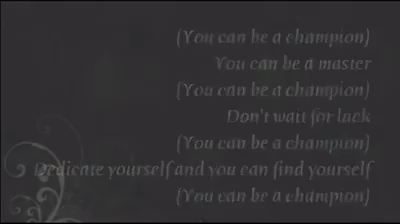 (You can be a champion)
You can be a master
(You can be a champion)
Don't wait for luck
(You can be a champion)
Dedicate yourself and you can find yourself
(You can be a champion)